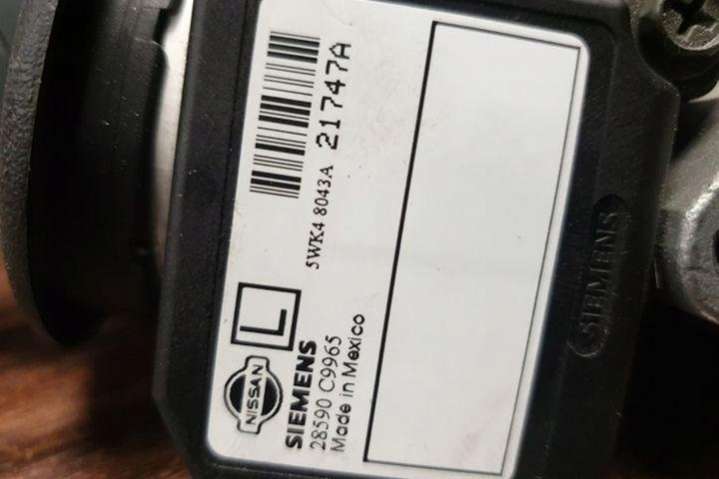 NISSAN
L
SIEMENS
28590 C9965
Made in Mexico
5WK4 8043A
21747A
SIEMENS